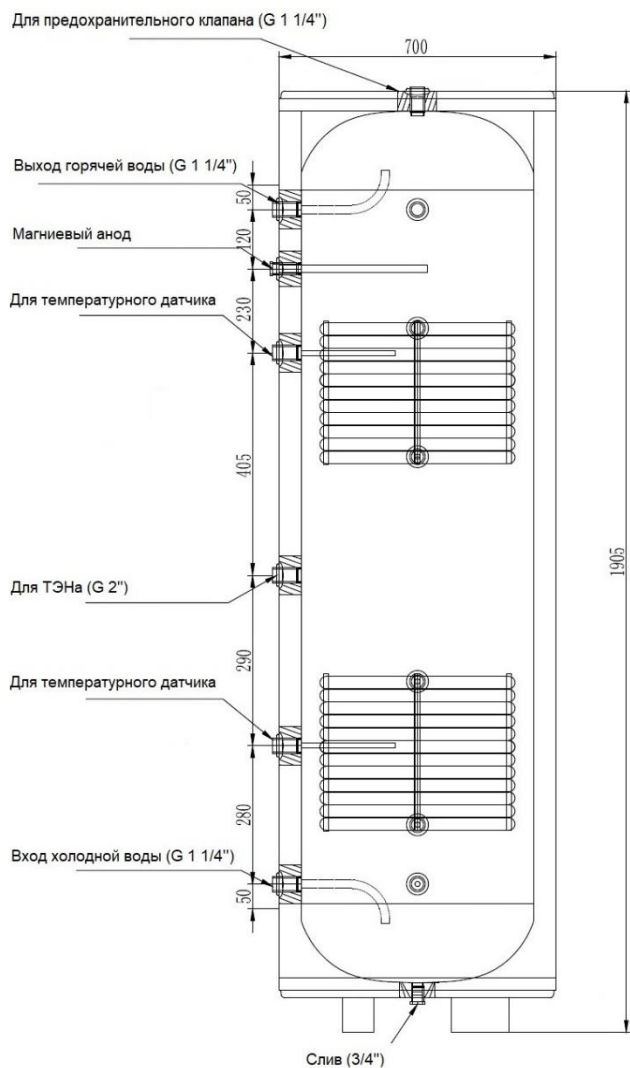 Для предохранительного клапана (G 1 1/4")
700
Выход горячей воды (G 1 1/4")
50
Магниевый анод
120
Для температурного датчика
230
405
1905
Для ТЭНа (G 2")
290
Для температурного датчика
280
Вход холодной воды (G 1 1/4")
50
Слив (3/4")